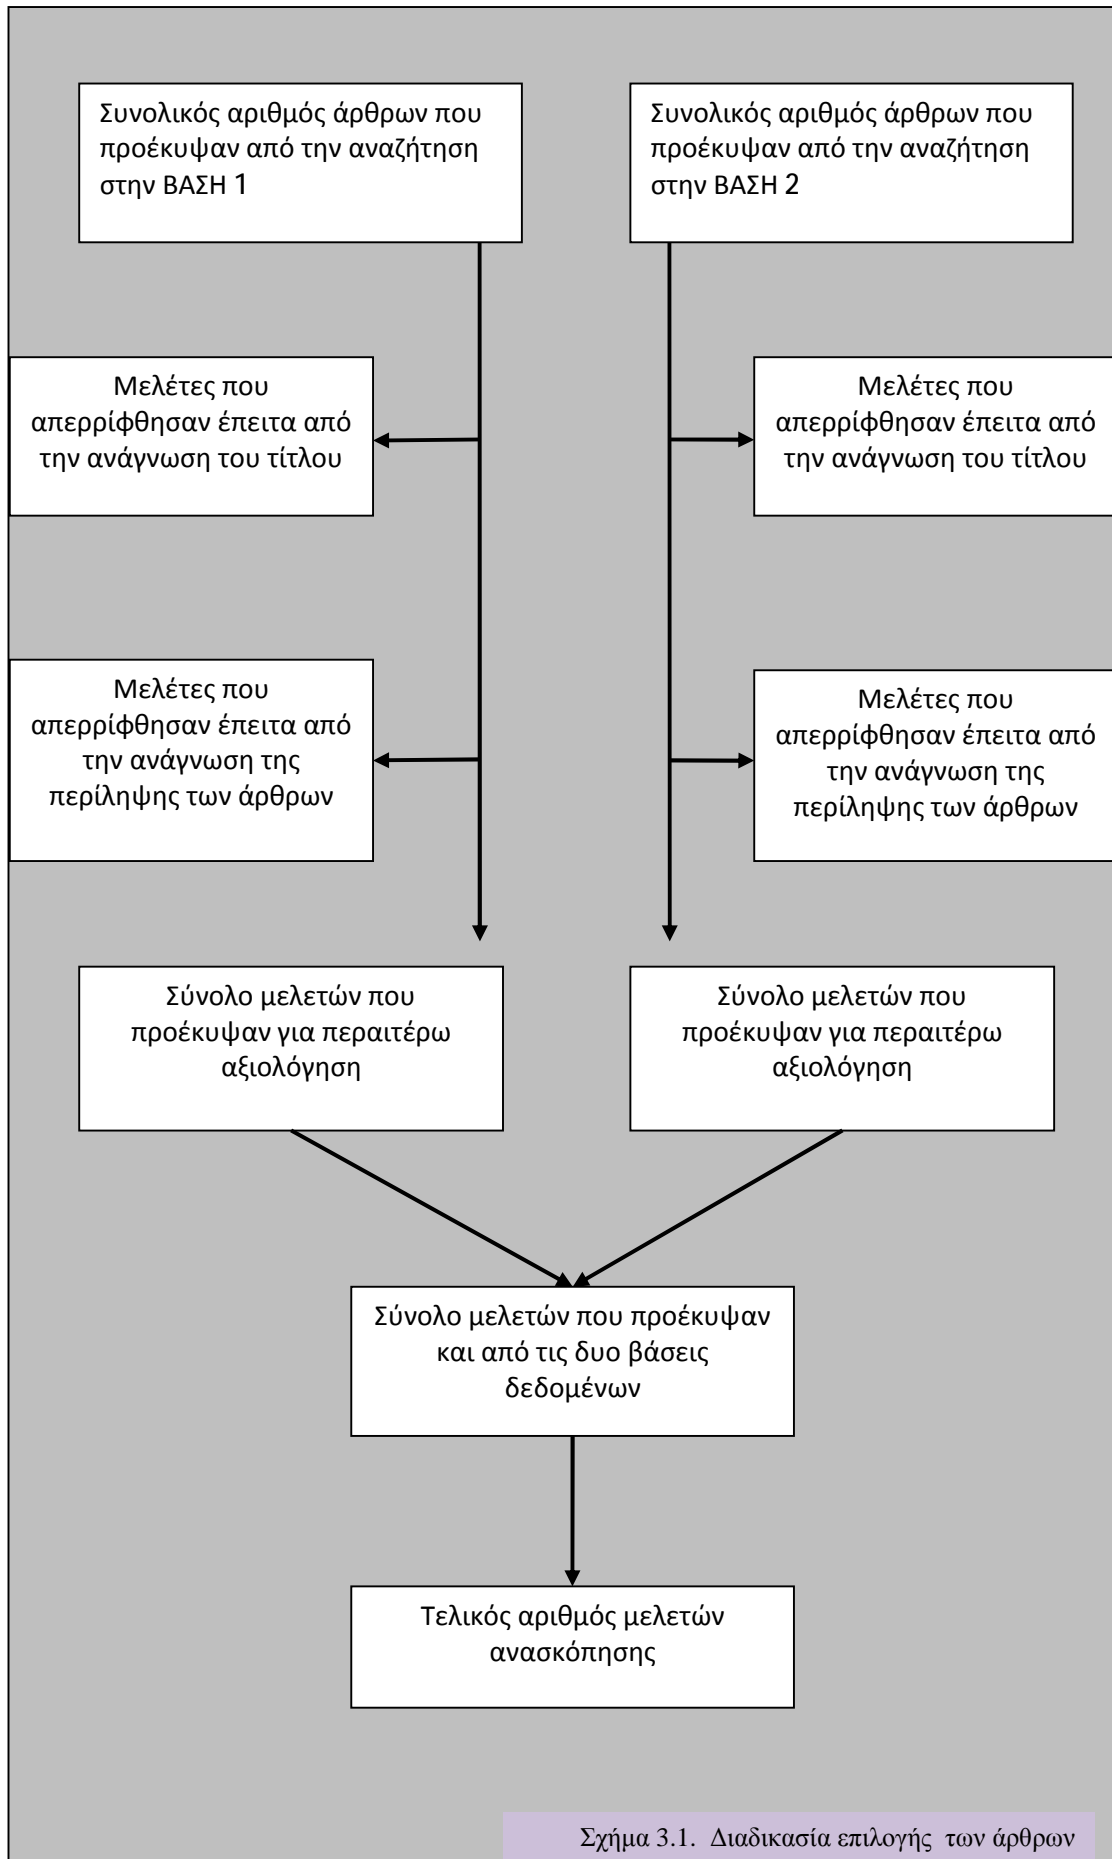 Συνολικός αριθμός άρθρων που
προέκυψαν από την αναζήτηση
στην ΒΑΣΗ 1
Συνολικός αριθμός άρθρων που
προέκυψαν από την αναζήτηση
στην ΒΑΣΗ 2
Μελέτες που
απερρίφθησαν έπειτα από
την ανάγνωση του τίτλου
Μελέτες που
απερρίφθησαν έπειτα από
την ανάγνωση του τίτλου
Μελέτες που
απερρίφθησαν έπειτα από
την ανάγνωση της
περίληψης των άρθρων
Μελέτες που
απερρίφθησαν έπειτα από
την ανάγνωση της
περίληψης των άρθρων
Σύνολο μελετών που
προέκυψαν για περαιτέρω
αξιολόγηση
Σύνολο μελετών που
προέκυψαν για περαιτέρω
αξιολόγηση
Σύνολο μελετών που προέκυψαν
και από τις δυο βάσεις
δεδομένων
Τελικός αριθμός μελετών
ανασκόπησης
Σχήμα 3.1. Διαδικασία επιλογής των άρθρων